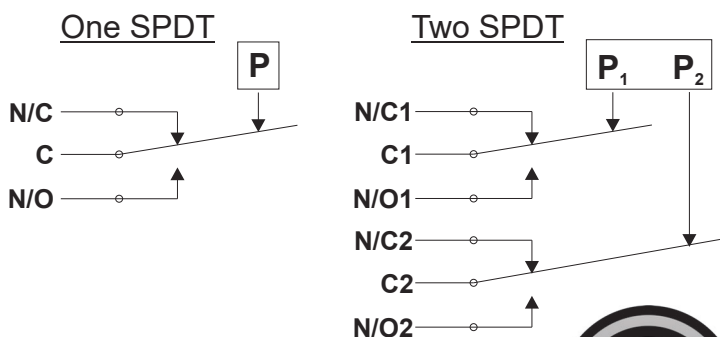 One SPDT
P
N/C
C
N/O
Two SPDT
P₁ P₂
N/C1
C1
N/O1
N/C2
C2
N/O2